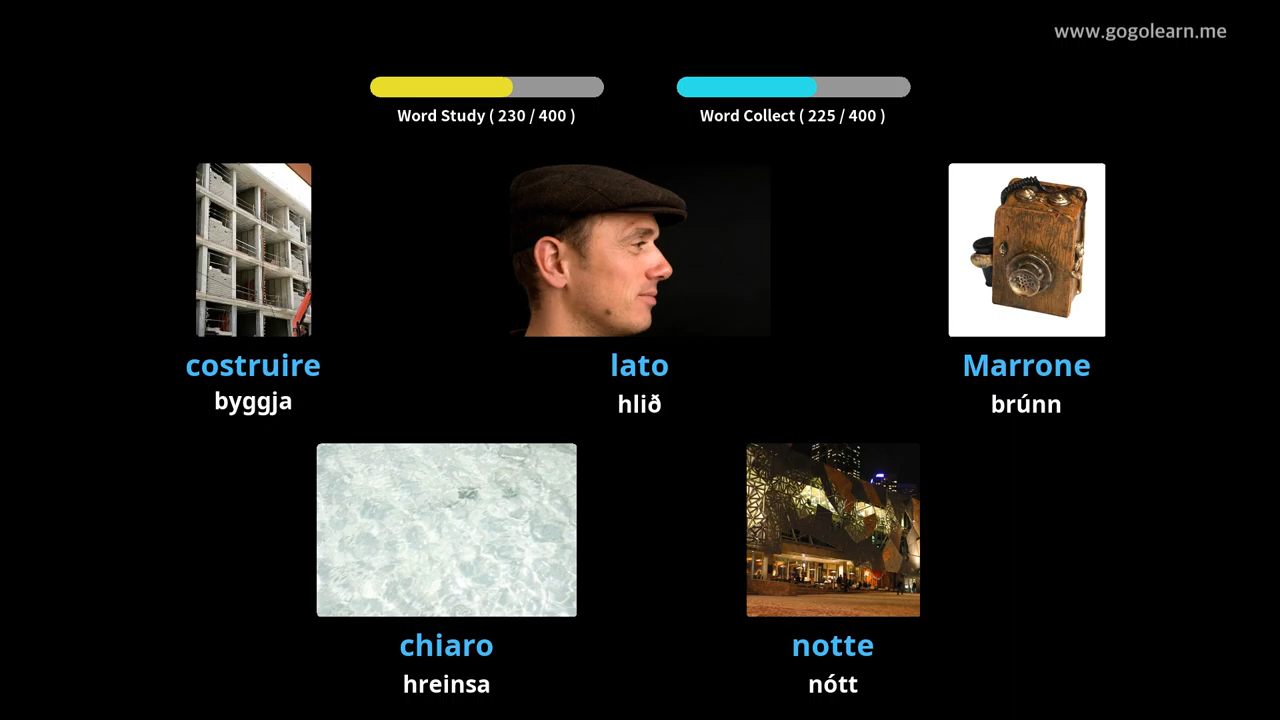 www.gogolearn.me
Word Study ( 230 / 400 )
Word Collect ( 225 / 400 )
costruire
byggja
lato
hlið
Marrone
brúnn
chiaro
hreinsa
notte
nótt